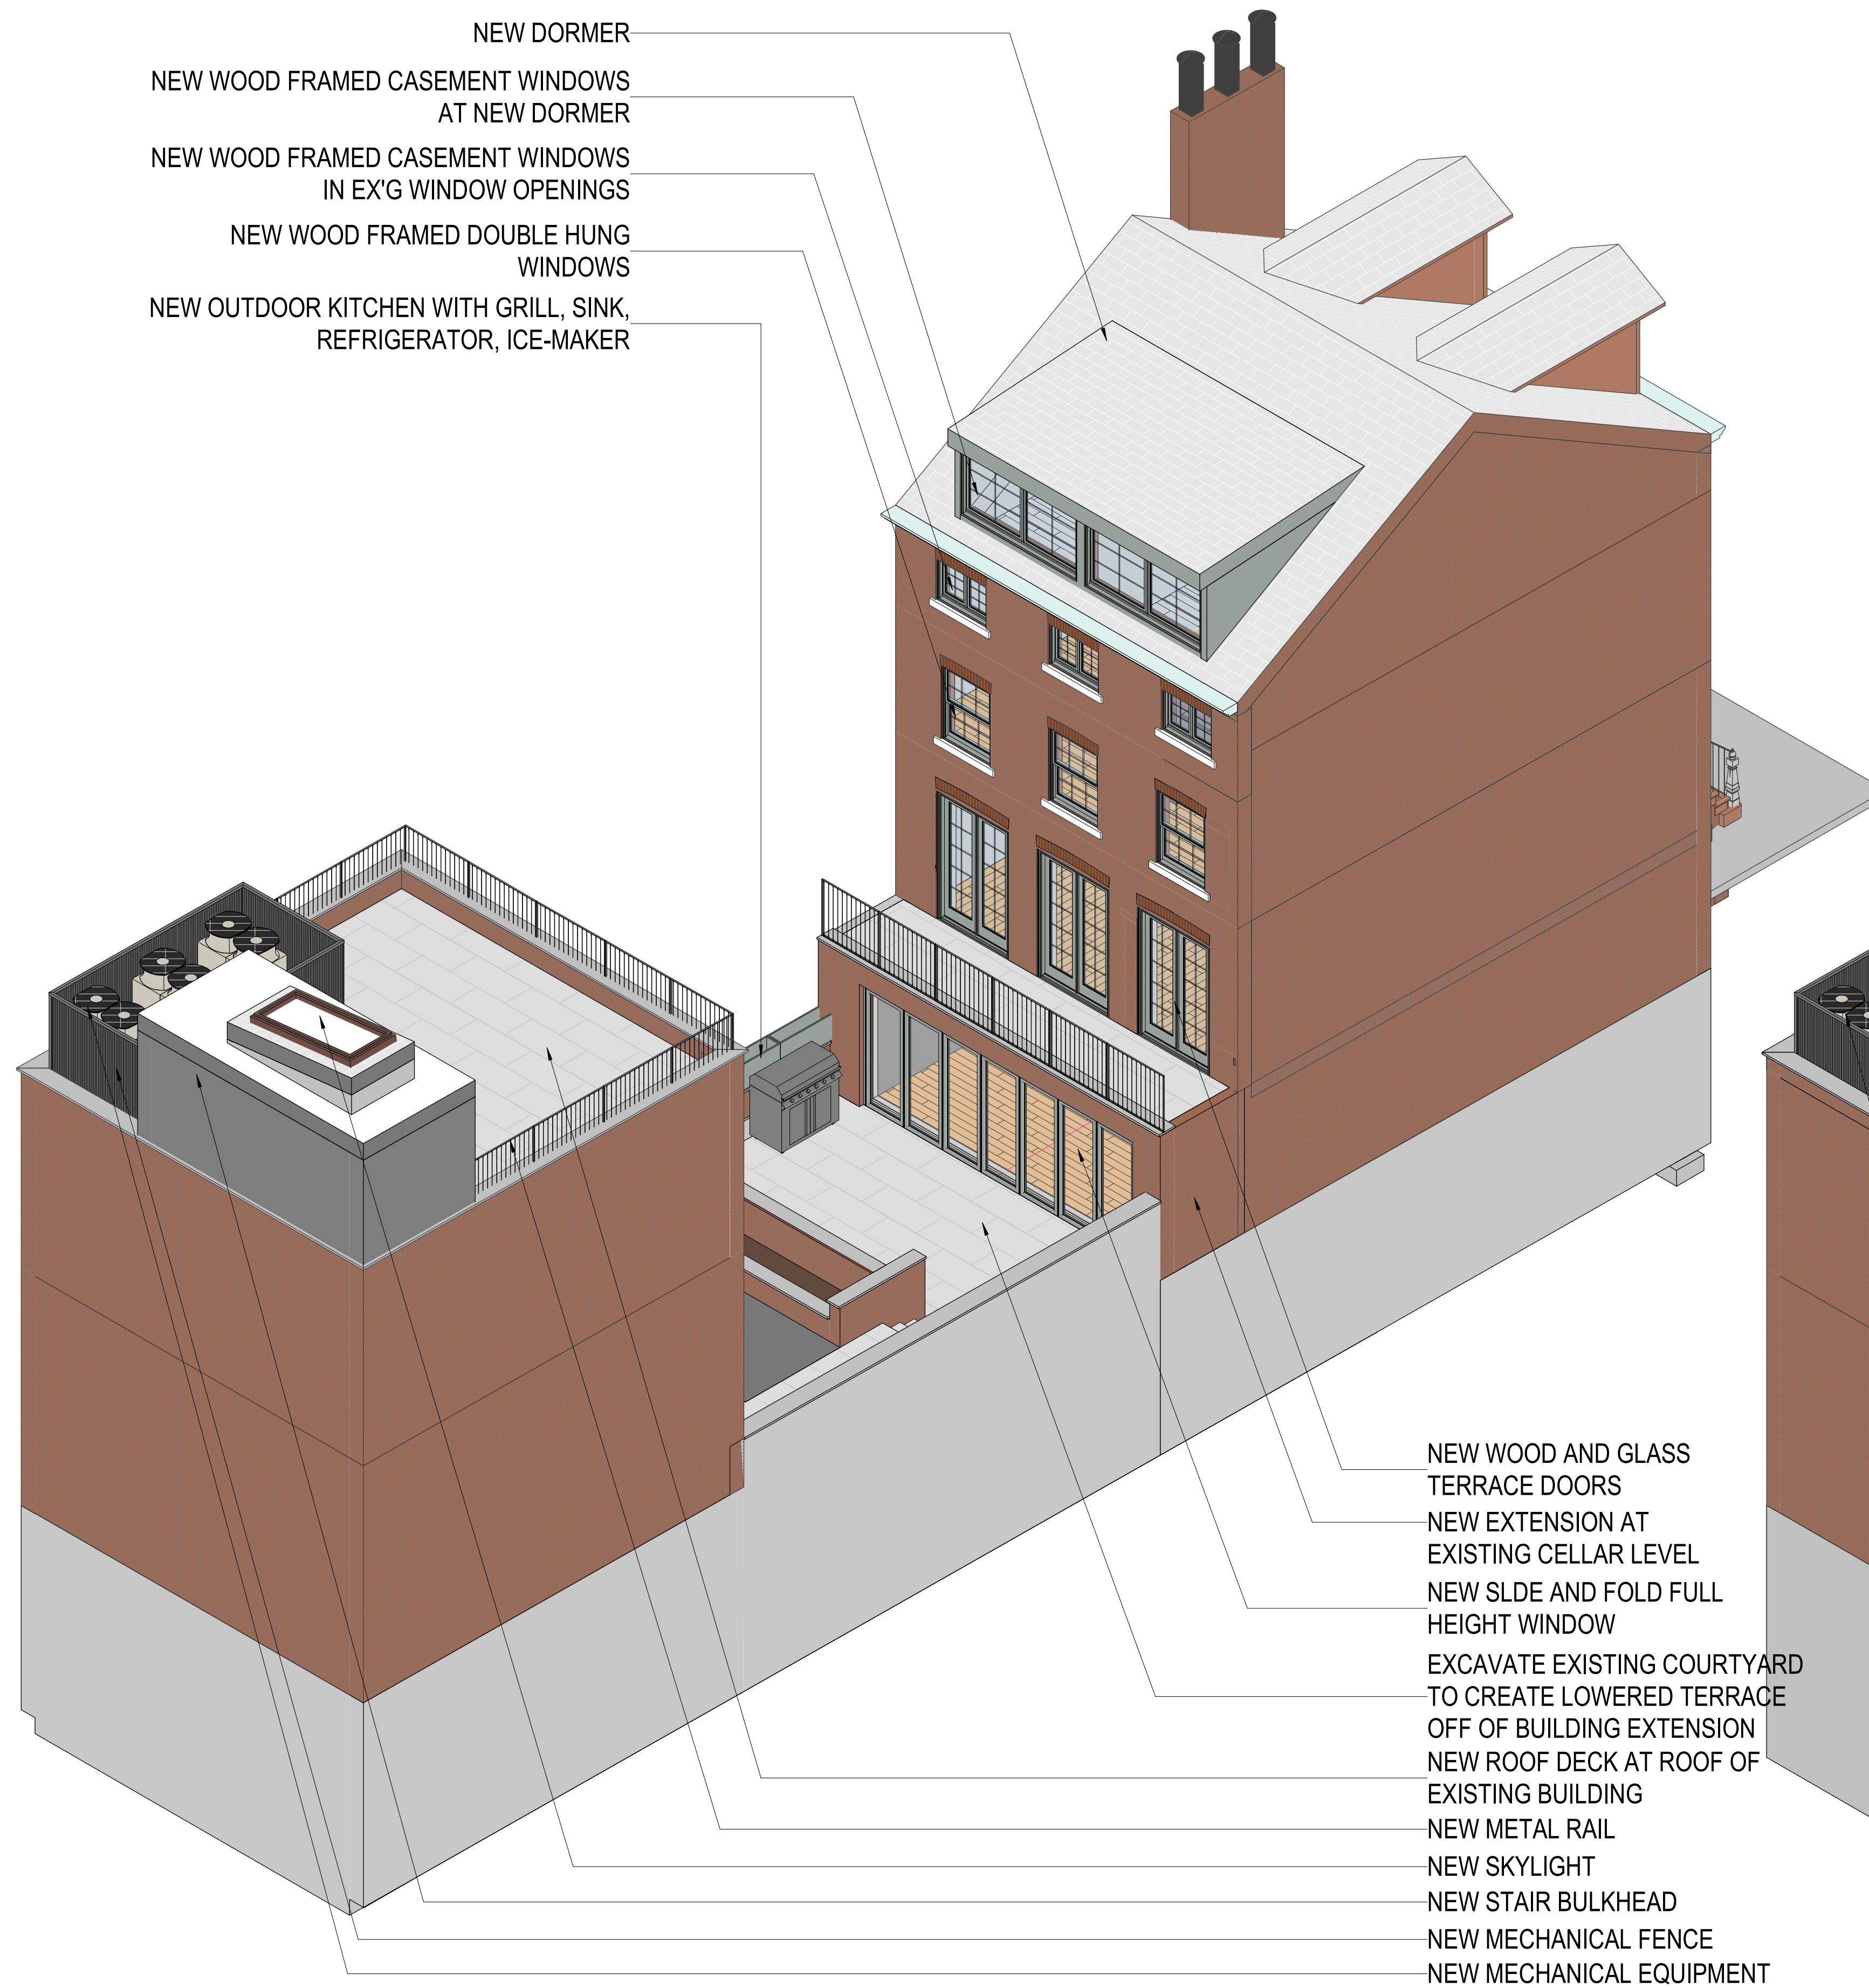 NEW DORMER
NEW WOOD FRAMED CASEMENT WINDOWS
AT NEW DORMER
NEW WOOD FRAMED CASEMENT WINDOWS
IN EX'G WINDOW OPENINGS
NEW WOOD FRAMED DOUBLE HUNG
WINDOWS
NEW OUTDOOR KITCHEN WITH GRILL, SINK,
REFRIGERATOR, ICE-MAKER
NEW WOOD AND GLASS
TERRACE DOORS
NEW EXTENSION AT
EXISTING CELLAR LEVEL
NEW SLDE AND FOLD FULL
HEIGHT WINDOW
EXCAVATE EXISTING COURTYARD
TO CREATE LOWERED TERRACE
OFF OF BUILDING EXTENSION
NEW ROOF DECK AT ROOF OF
EXISTING BUILDING
NEW METAL RAIL
NEW SKYLIGHT
NEW STAIR BULKHEAD
NEW MECHANICAL FENCE
NEW MECHANICAL EQUIPMENT